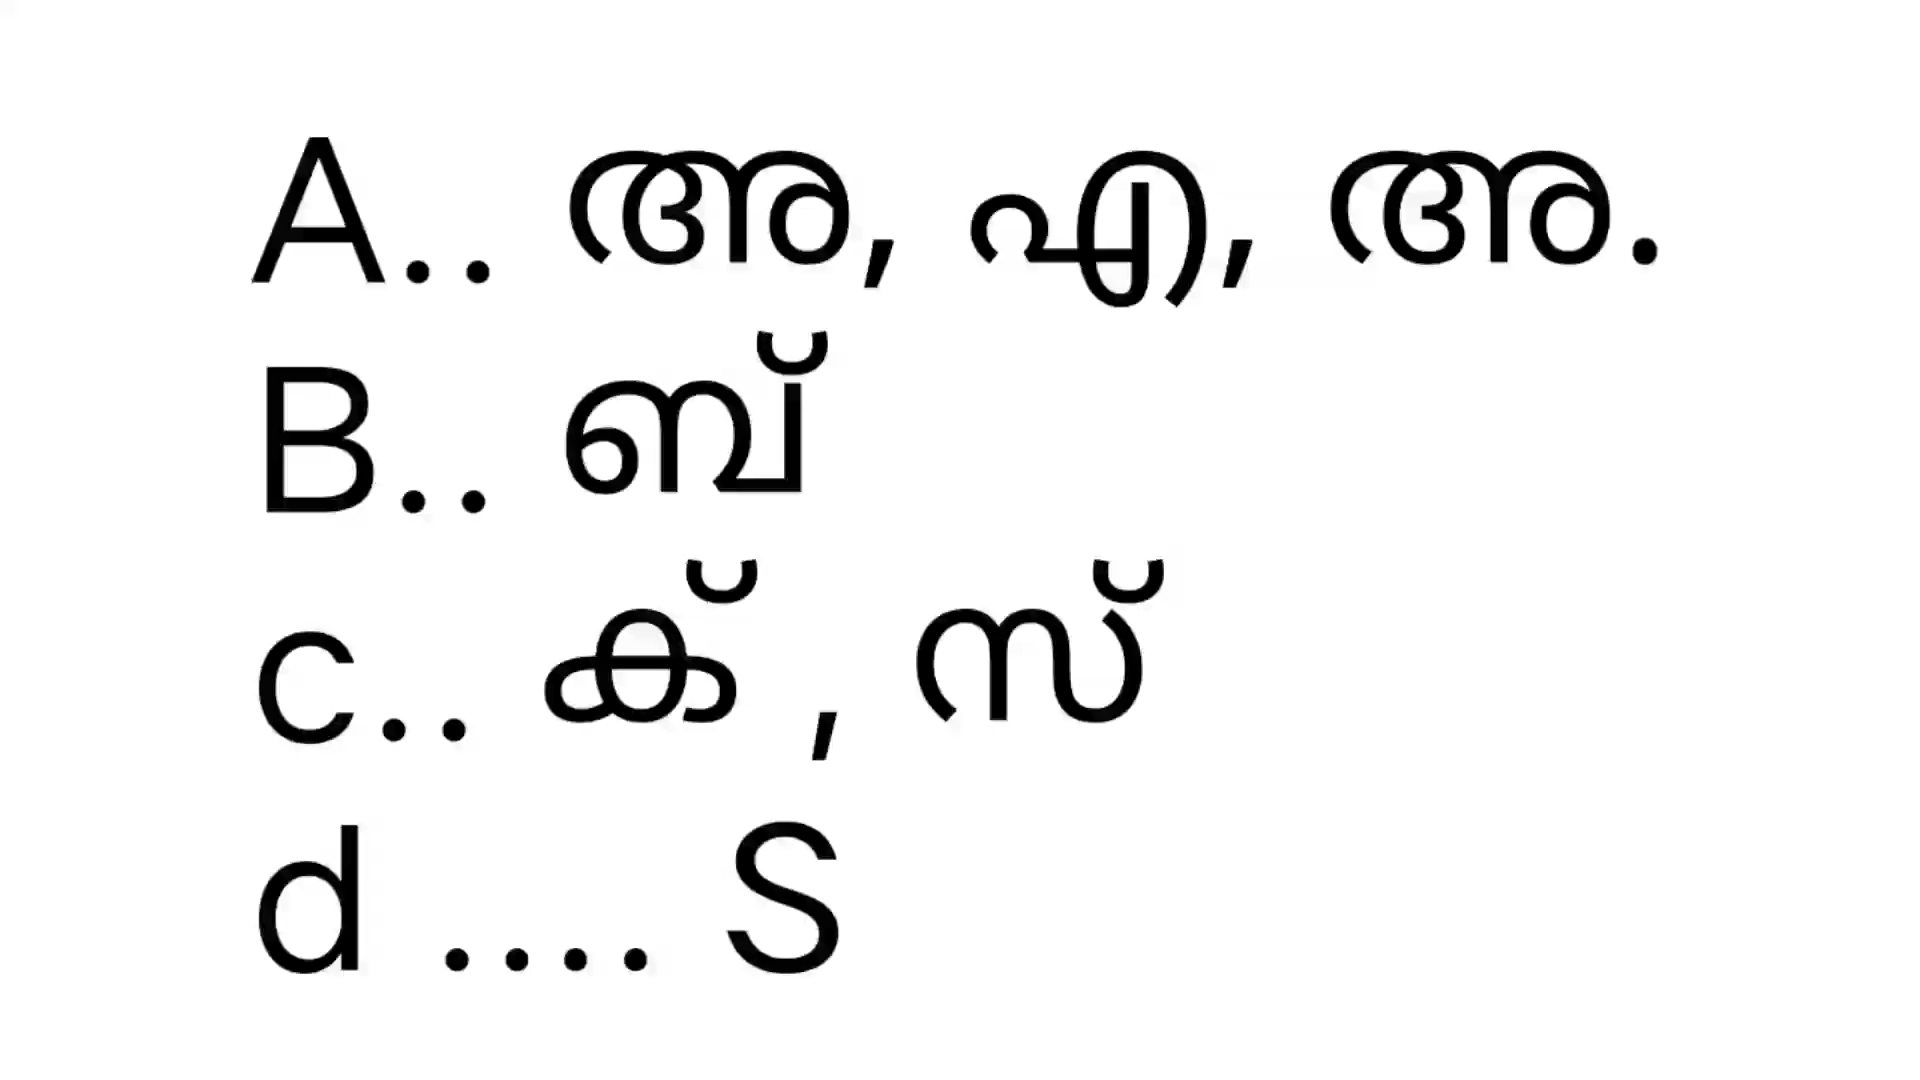 A.. അ, എ, അ.
B.. ബ്
c.. ക് , സ്
d .... S